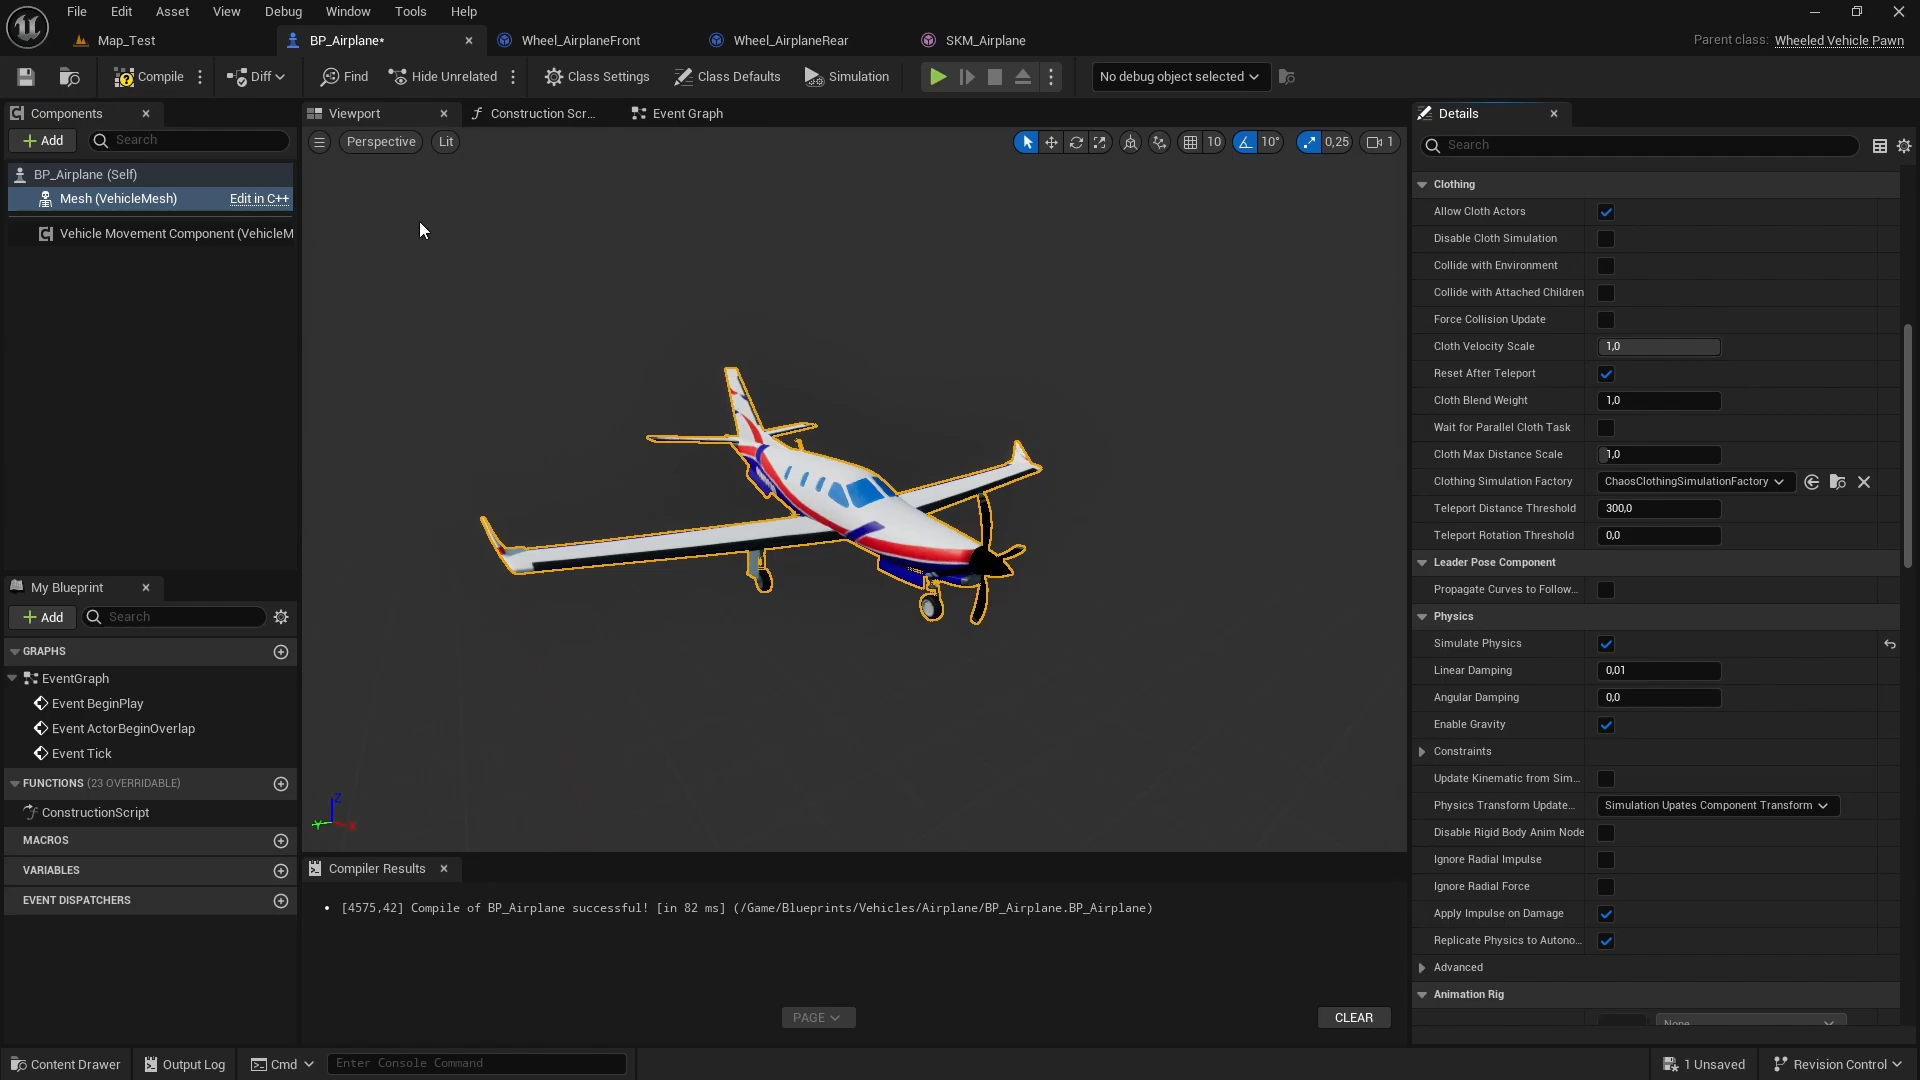 File Edit Asset View Debug Window Tools Help
Map_Test
BP_Airplane*
Wheel_AirplaneFront
Wheel_AirplaneRear
SKM_Airplane
Parent class: Wheeled Vehicle Pawn
Compile
Diff
Find
Hide Unrelated
Class Settings
Class Defaults
Simulation
No debug object selected
Components
Add
Search
BP_Airplane (Self)
Mesh (VehicleMesh) Edit in C++
Vehicle Movement Component (VehicleM
My Blueprint
Add
Search
GRAPHS
EventGraph
Event BeginPlay
Event ActorBeginOverlap
Event Tick
FUNCTIONS (23 OVERRIDABLE)
ConstructionScript
MACROS
VARIABLES
EVENT DISPATCHERS
Viewport
Construction Scr...
Event Graph
Perspective
Lit
10
10°
0,25
1
Z
Y
X
Compiler Results
• [4575,42] Compile of BP_Airplane successful! [in 82 ms] (/Game/Blueprints/Vehicles/Airplane/BP_Airplane.BP_Airplane)
PAGE
CLEAR
Details
Search
Clothing
Allow Cloth Actors
Disable Cloth Simulation
Collide with Environment
Collide with Attached Children
Force Collision Update
Cloth Velocity Scale 1,0
Reset After Teleport
Cloth Blend Weight 1,0
Wait for Parallel Cloth Task
Cloth Max Distance Scale 1,0
Clothing Simulation Factory ChaosClothingSimulationFactory
Teleport Distance Threshold 300,0
Teleport Rotation Threshold 0,0
Leader Pose Component
Propagate Curves to Follow...
Physics
Simulate Physics
Linear Damping 0,01
Angular Damping 0,0
Enable Gravity
Constraints
Update Kinematic from Sim...
Physics Transform Update... Simulation Upates Component Transform
Disable Rigid Body Anim Node
Ignore Radial Impulse
Ignore Radial Force
Apply Impulse on Damage
Replicate Physics to Autono...
Advanced
Animation Rig
None
Content Drawer
Output Log
Cmd
Enter Console Command
1 Unsaved
Revision Control